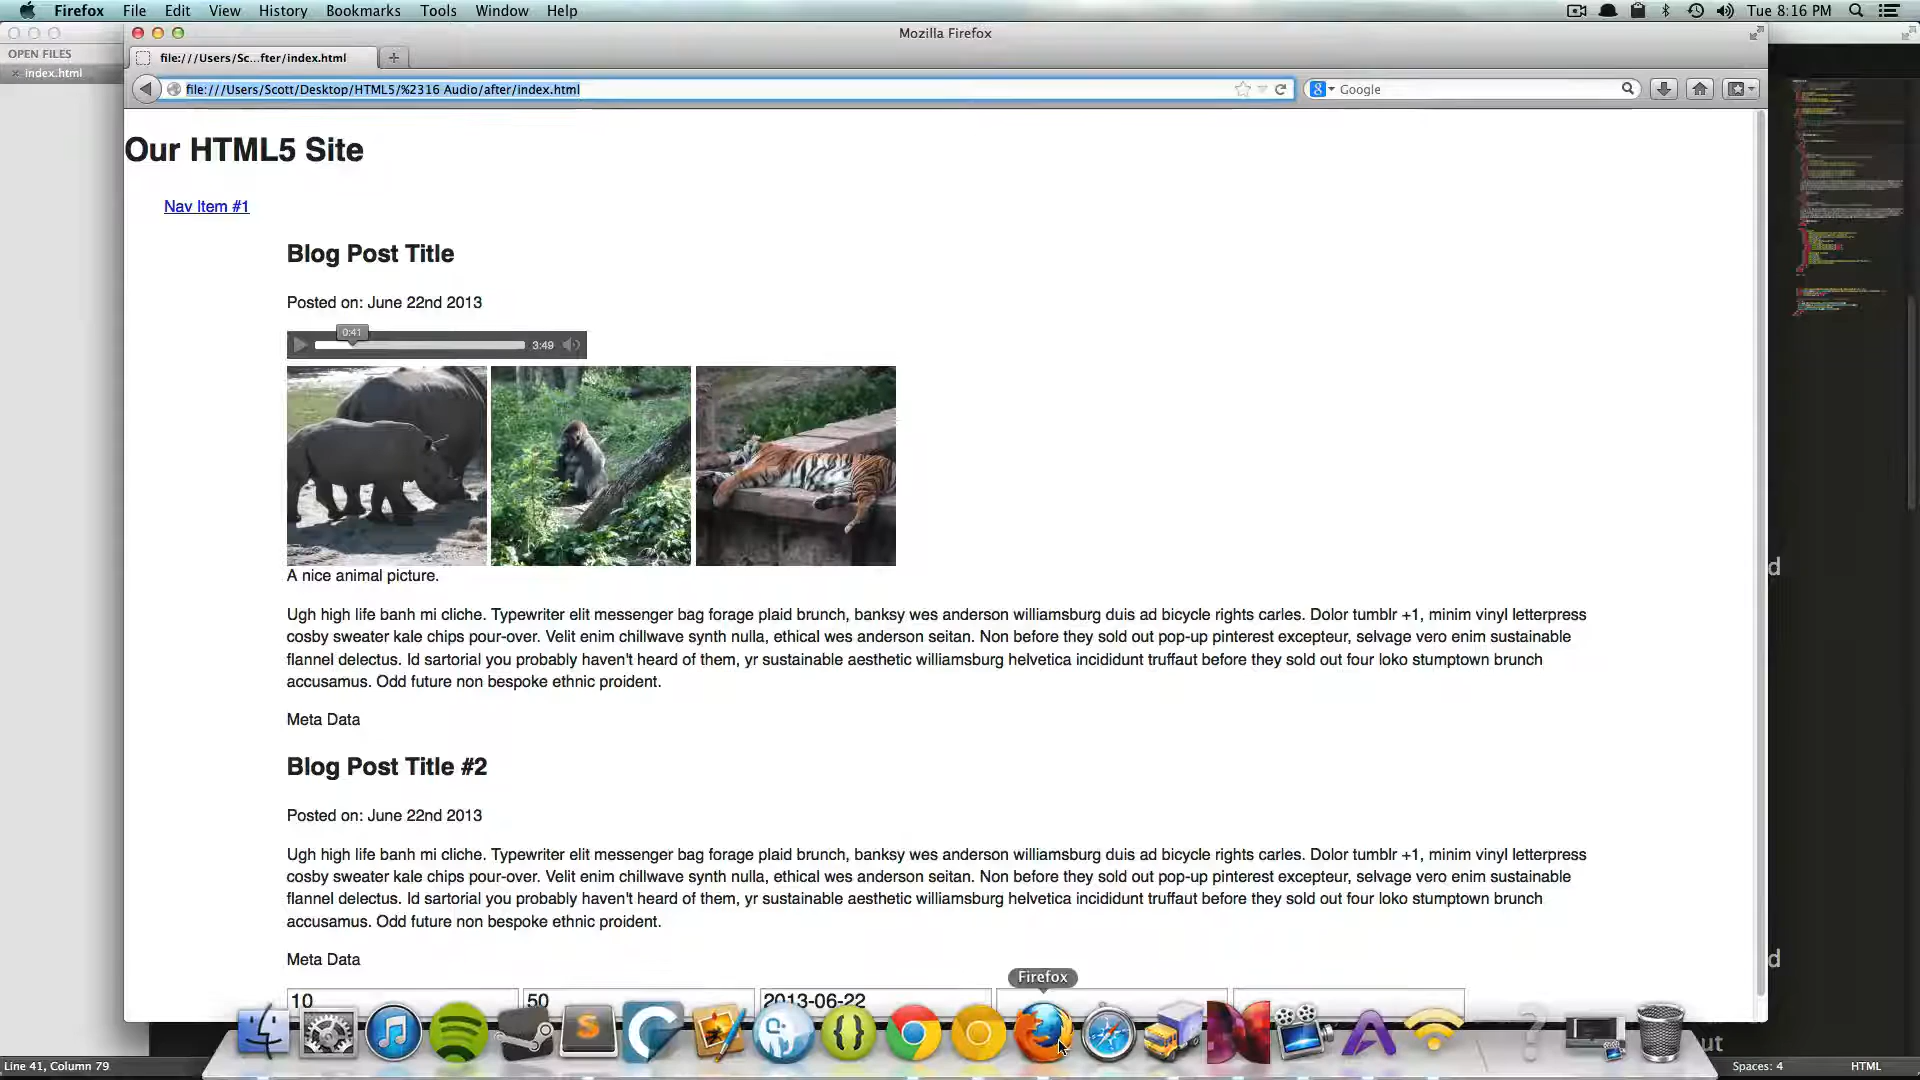 Firefox File Edit View History Bookmarks Tools Window Help Tue 8:16 PM
Mozilla Firefox
OPEN FILES
index.html
file:///Users/Sc...fter/index.html
file:///Users/Scott/Desktop/HTML5/%2316 Audio/after/index.html
Google
Our HTML5 Site
Nav Item #1
Blog Post Title
Posted on: June 22nd 2013
0:41
3:49
A nice animal picture.
Ugh high life banh mi cliche. Typewriter elit messenger bag forage plaid brunch, banksy wes anderson williamsburg duis ad bicycle rights carles. Dolor tumblr +1, minim vinyl letterpress
cosby sweater kale chips pour-over. Velit enim chillwave synth nulla, ethical wes anderson seitan. Non before they sold out pop-up pinterest excepteur, selvage vero enim sustainable
flannel delectus. Id sartorial you probably haven't heard of them, yr sustainable aesthetic williamsburg helvetica incididunt truffaut before they sold out four loko stumptown brunch
accusamus. Odd future non bespoke ethnic proident.
Meta Data
Blog Post Title #2
Posted on: June 22nd 2013
Ugh high life banh mi cliche. Typewriter elit messenger bag forage plaid brunch, banksy wes anderson williamsburg duis ad bicycle rights carles. Dolor tumblr +1, minim vinyl letterpress
cosby sweater kale chips pour-over. Velit enim chillwave synth nulla, ethical wes anderson seitan. Non before they sold out pop-up pinterest excepteur, selvage vero enim sustainable
flannel delectus. Id sartorial you probably haven't heard of them, yr sustainable aesthetic williamsburg helvetica incididunt truffaut before they sold out four loko stumptown brunch
accusamus. Odd future non bespoke ethnic proident.
Meta Data
Firefox
10 50 2013-06-22
Line 41, Column 79
Spaces: 4 HTML